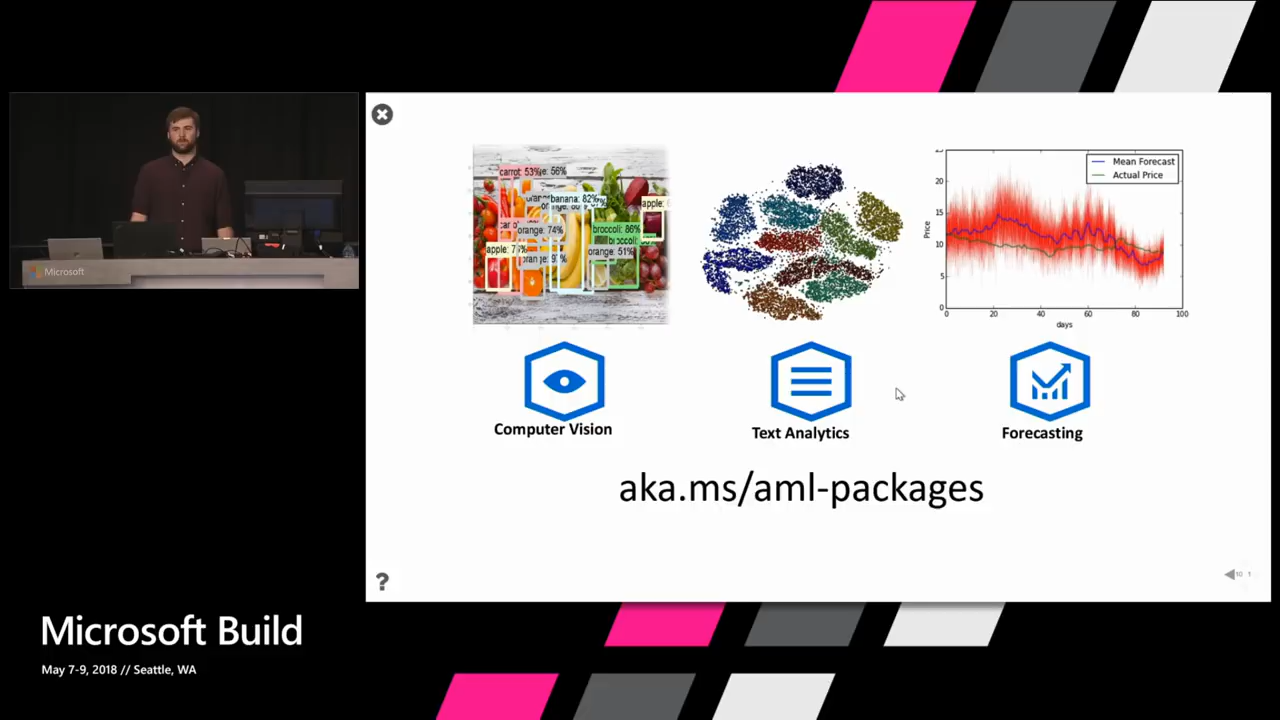 Microsoft
carrot: 53%
56%
banana: 82%
apple:
orange: 74%
broccoli: 86%
broccoli:
apple: 7
orange: 51%
Mean Forecast
Actual Price
Price
20
15
10
5
0
0 20 40 60 80 100
days
Computer Vision
Text Analytics
Forecasting
aka.ms/aml-packages
?
Microsoft Build
May 7-9, 2018 // Seattle, WA